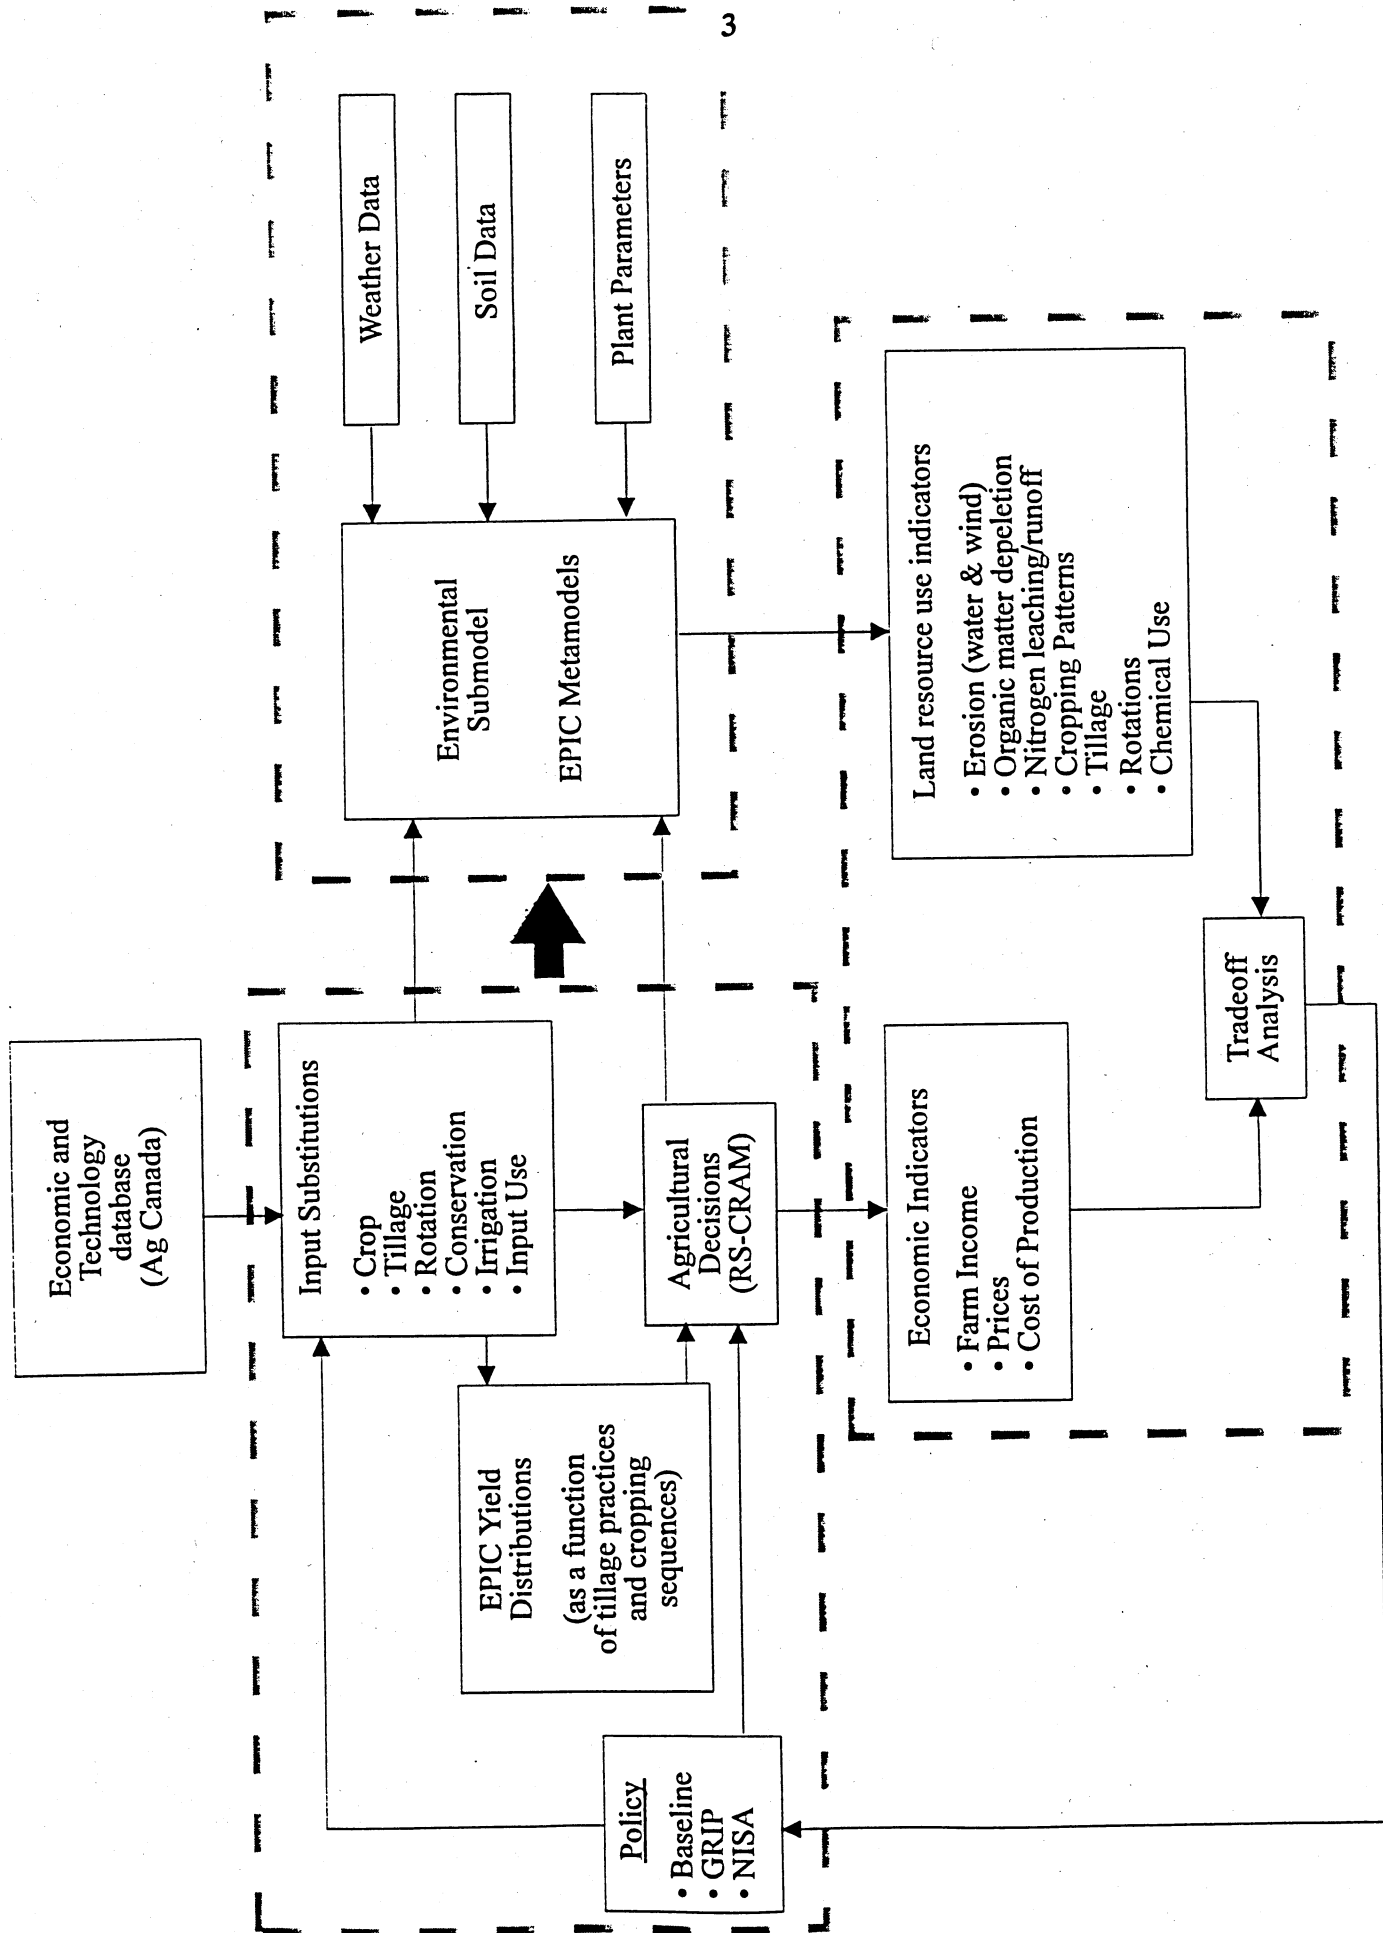 3
Economic and
Technology
database
(Ag Canada)
Policy
• Baseline
• GRIP
• NISA
Input Substitutions
• Crop
• Tillage
• Rotation
• Conservation
• Irrigation
• Input Use
EPIC Yield
Distributions
(as a function
of tillage practices
and cropping
sequences)
Agricultural
Decisions
(RS-CRAM)
Environmental
Submodel
EPIC Metamodels
Weather Data
Soil Data
Plant Parameters
Economic Indicators
• Farm Income
• Prices
• Cost of Production
Land resource use indicators
• Erosion (water & wind)
• Organic matter depletion
• Nitrogen leaching/runoff
• Cropping Patterns
• Tillage
• Rotations
• Chemical Use
Tradeoff
Analysis